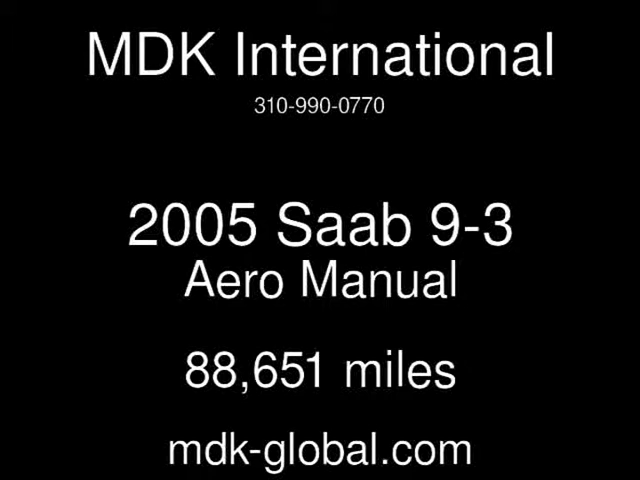 MDK International
310-990-0770
2005 Saab 9-3
Aero Manual
88,651 miles
mdk-global.com